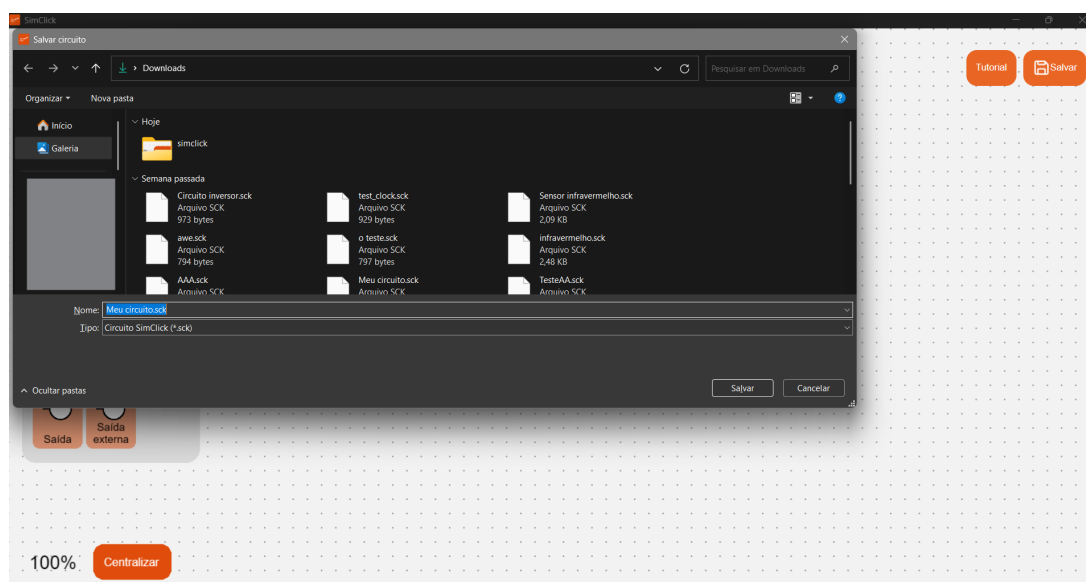 SimClick
Salvar circuito
Downloads
Pesquisar em Downloads
Tutorial
Salvar
Organizar
Nova pasta
Início
Galeria
Hoje
simclick
Semana passada
Circuito inversor.sck
Arquivo SCK
973 bytes
test_clock.sck
Arquivo SCK
929 bytes
Sensor infravermelho.sck
Arquivo SCK
2,09 KB
awe.sck
Arquivo SCK
794 bytes
o teste.sck
Arquivo SCK
797 bytes
infravermelho.sck
Arquivo SCK
2,48 KB
AAA.sck
Arquivo SCK
Meu circuito.sck
Arquivo SCK
TesteAA.sck
Arquivo SCK
Nome: Meu circuito.sck
Tipo: Circuito SimClick (*.sck)
Ocultar pastas
Salvar
Cancelar
Saída
Saída
externa
100%
Centralizar